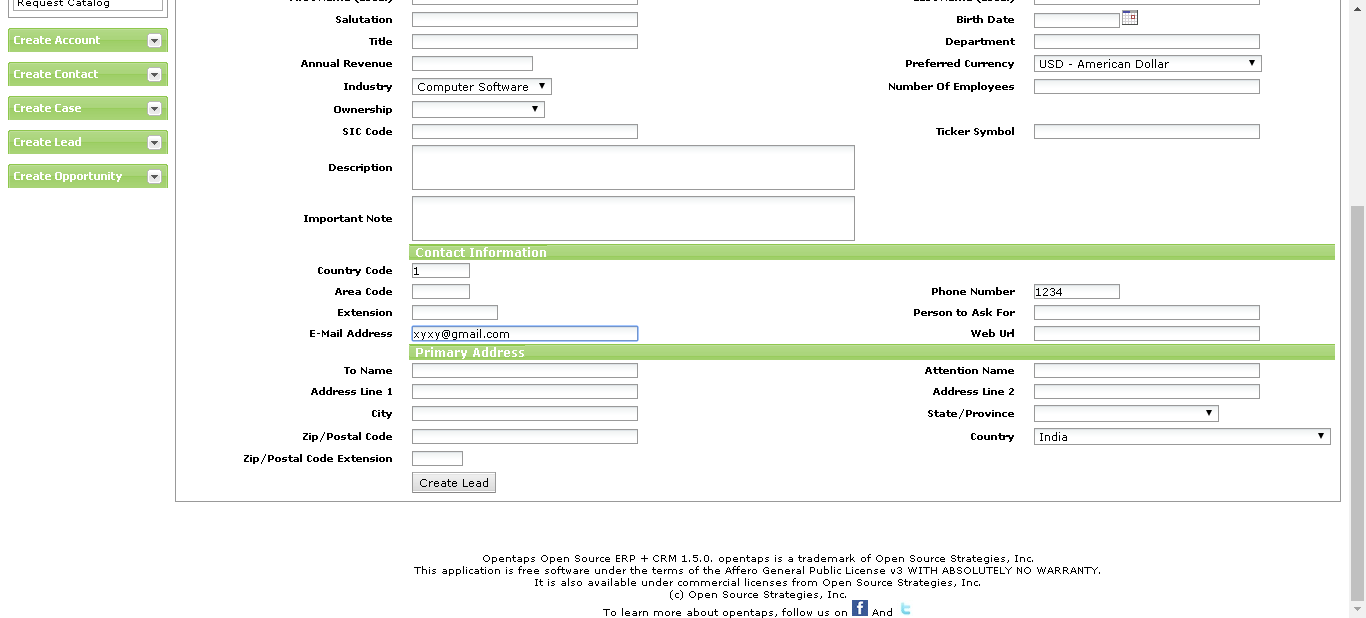 Request Catalog
Create Account
Create Contact
Create Case
Create Lead
Create Opportunity
Salutation
Birth Date
Title
Department
Annual Revenue
Preferred Currency USD - American Dollar
Industry Computer Software
Number Of Employees
Ownership
SIC Code
Ticker Symbol
Description
Important Note
Contact Information
Country Code 1
Area Code
Phone Number 1234
Extension
Person to Ask For
E-Mail Address xyxy@gmail.com
Web Url
Primary Address
To Name
Attention Name
Address Line 1
Address Line 2
City
State/Province
Zip/Postal Code
Country India
Zip/Postal Code Extension
Create Lead
Opentaps Open Source ERP + CRM 1.5.0. opentaps is a trademark of Open Source Strategies, Inc.
This application is free software under the terms of the Affero General Public License v3 WITH ABSOLUTELY NO WARRANTY.
It is also available under commercial licenses from Open Source Strategies, Inc.
(c) Open Source Strategies, Inc.
To learn more about opentaps, follow us on f And t